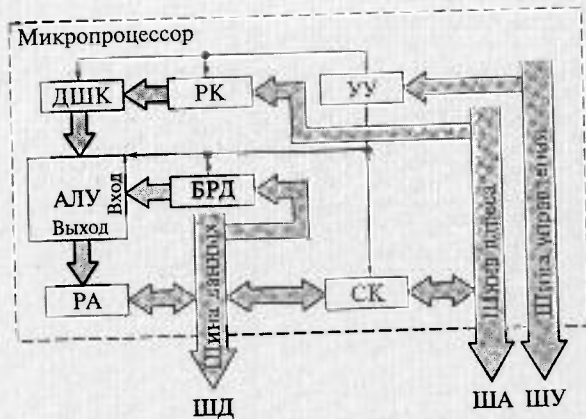 Микропроцессор
ДШК
РК
УУ
АЛУ
Вход
Выход
БРД
РА
СК
Шина данных
Шина адреса
Шина управления
ШД
ША
ШУ